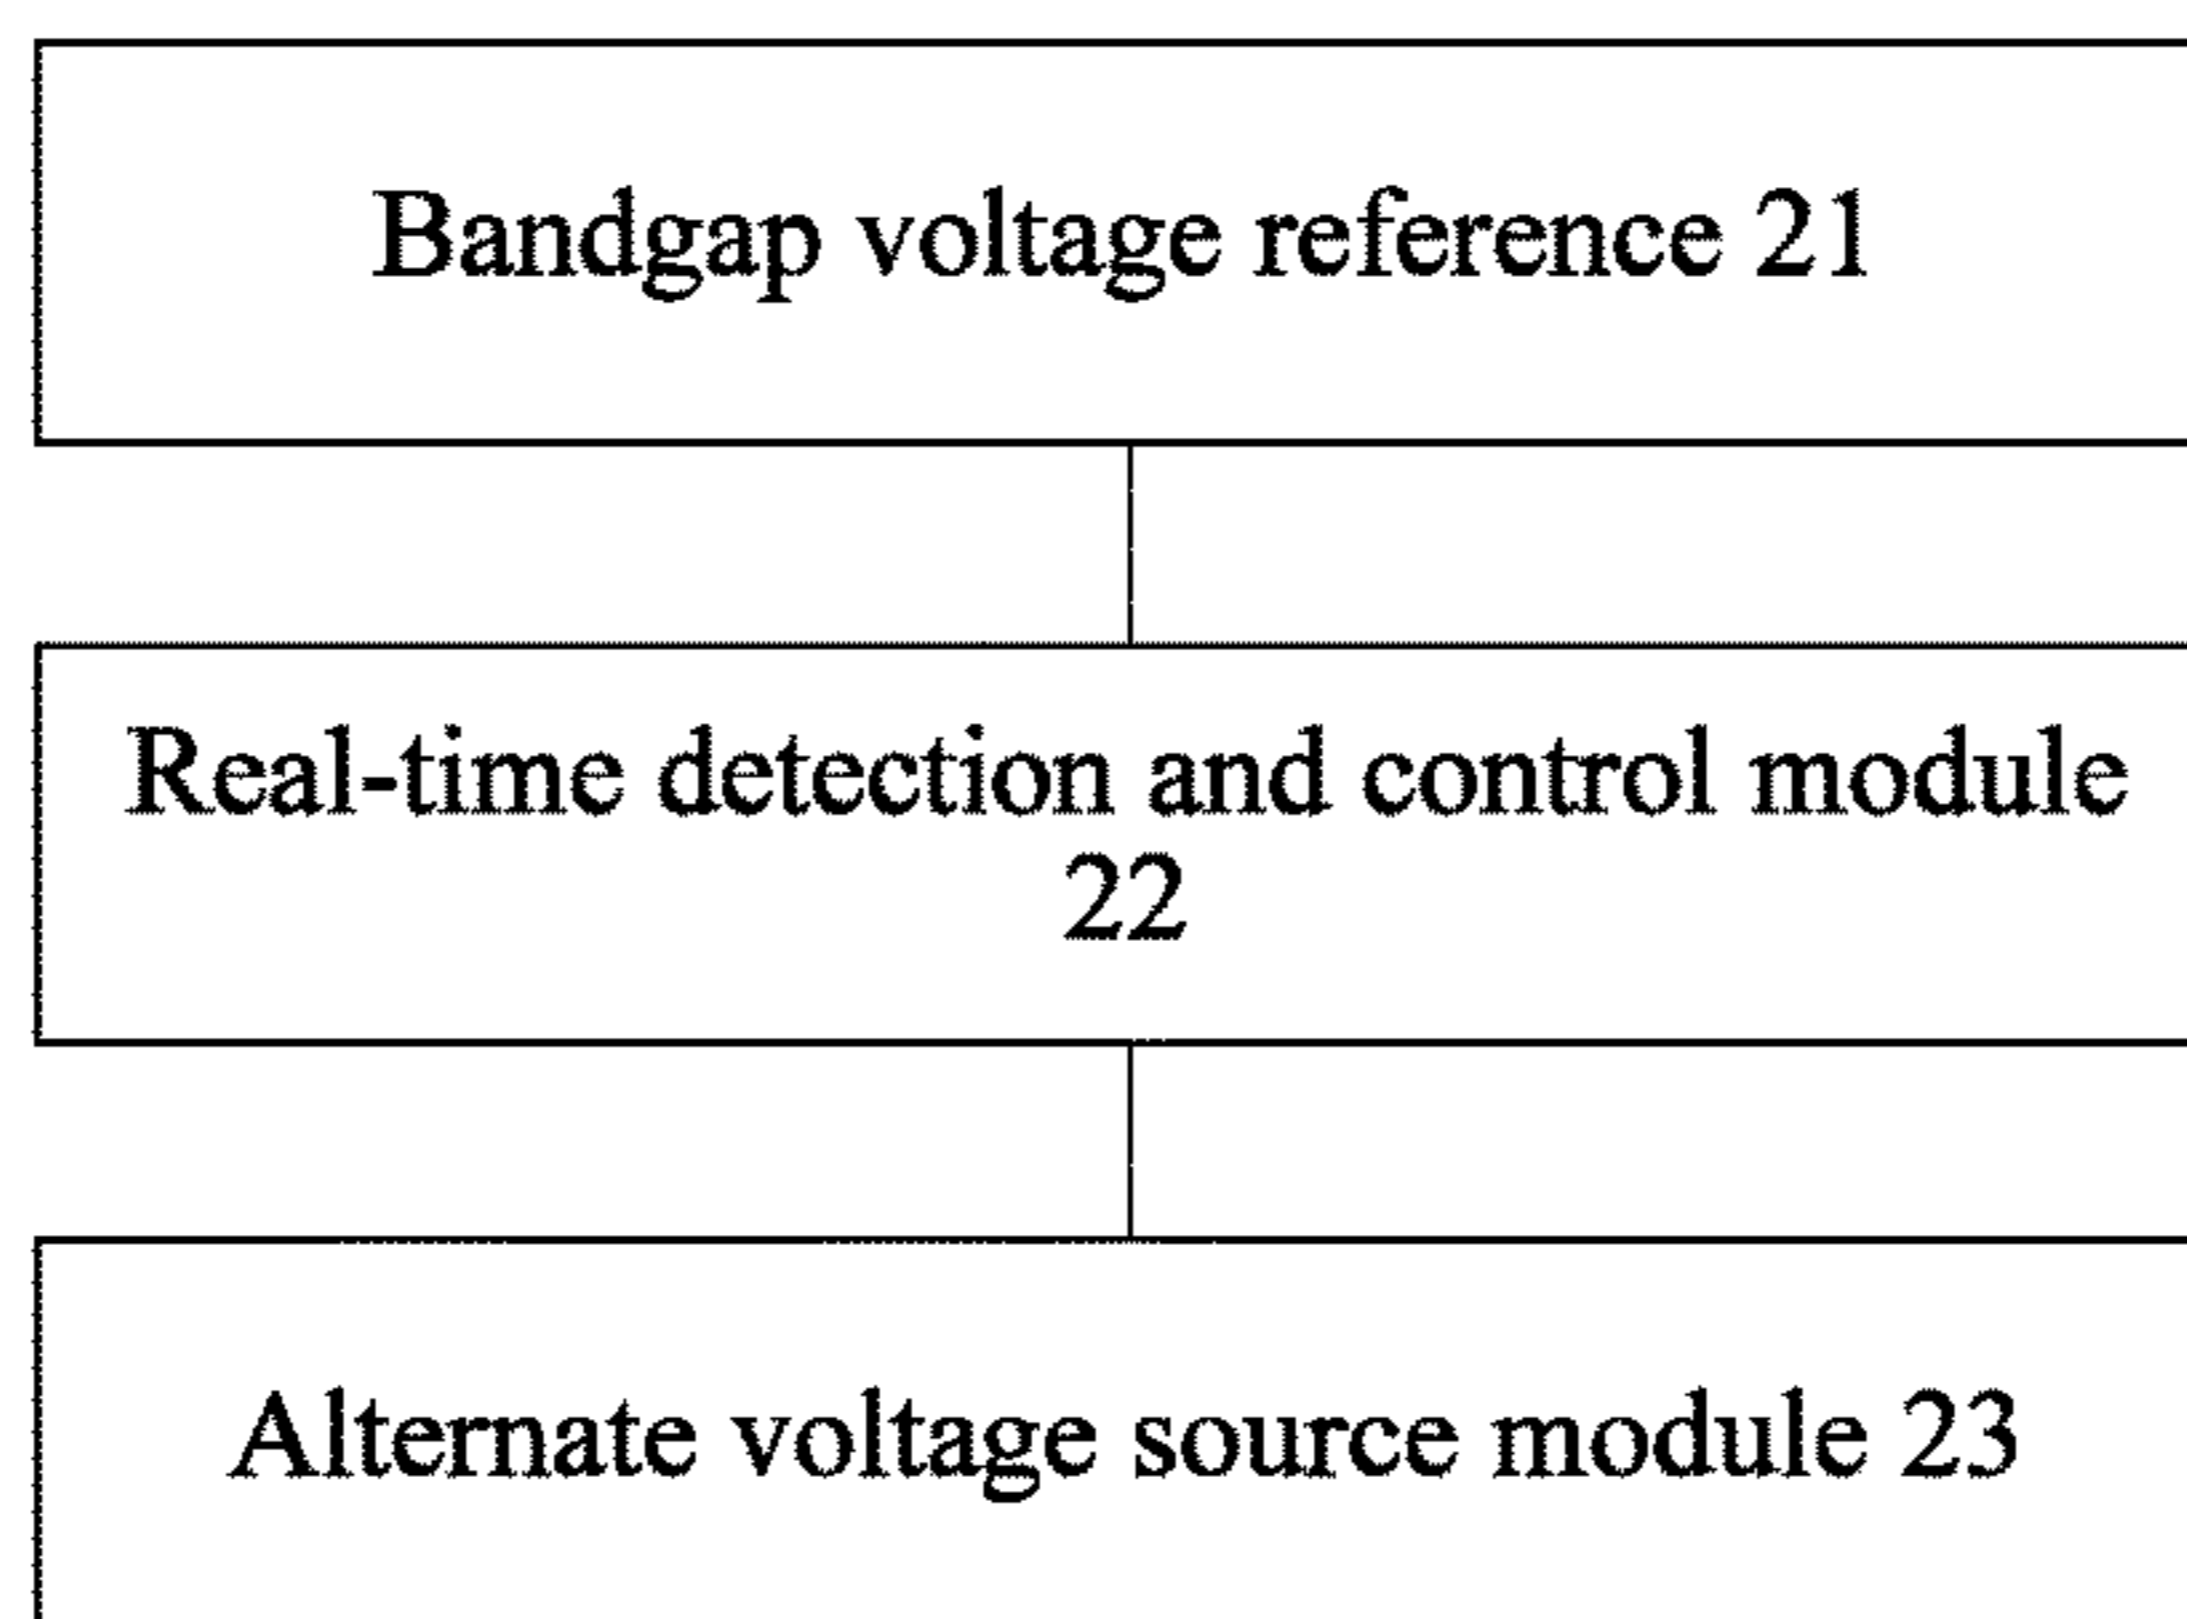 Bandgap voltage reference 21
Real-time detection and control module
22
Alternate voltage source module 23